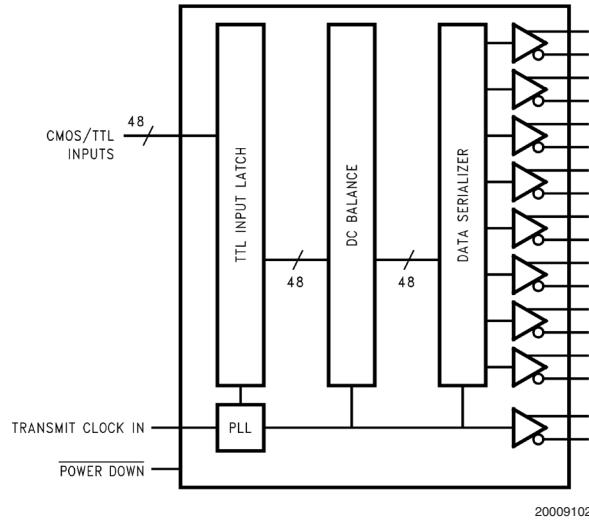 48
CMOS/TTL
INPUTS
TTL INPUT LATCH
DC BALANCE
DATA SERIALIZER
48
48
TRANSMIT CLOCK IN
PLL
POWER DOWN
20009102